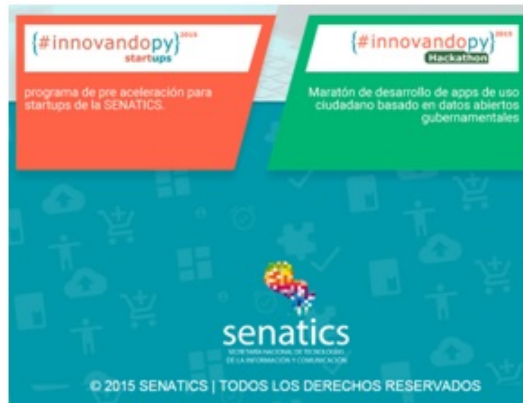 {#innovandopy}2015
startups
programa de pre aceleración para
startups de la SENATICS.
{#innovandopy}2015
Hackathon
Maratón de desarrollo de apps de uso
ciudadano basado en datos abiertos
gubernamentales
senatics
SECRETARÍA NACIONAL DE TECNOLOGÍAS
DE LA INFORMACIÓN Y COMUNICACIÓN
© 2015 SENATICS | TODOS LOS DERECHOS RESERVADOS